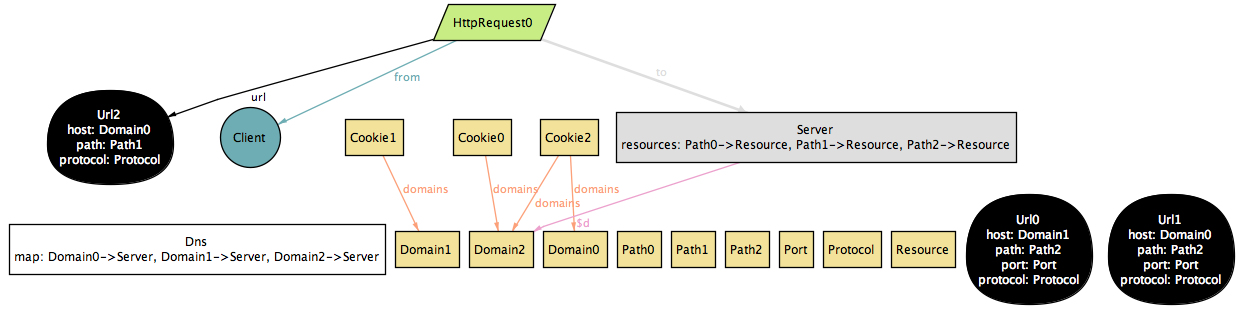 HttpRequest0
to
from
url
Url2
host: Domain0
path: Path1
protocol: Protocol
Client
Cookie1
Cookie0
Cookie2
Server
resources: Path0->Resource, Path1->Resource, Path2->Resource
domains
domains
domains
domains
$d
Dns
map: Domain0->Server, Domain1->Server, Domain2->Server
Domain1
Domain2
Domain0
Path0
Path1
Path2
Port
Protocol
Resource
Url0
host: Domain1
path: Path2
port: Port
protocol: Protocol
Url1
host: Domain0
path: Path2
port: Port
protocol: Protocol